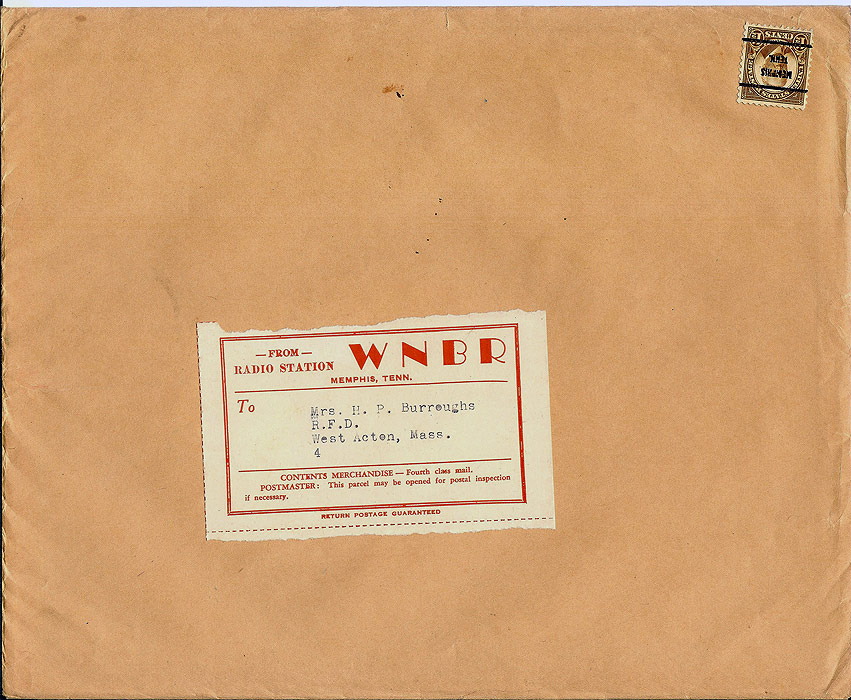 CENTS
MEMPHIS
TENN.
—FROM—
RADIO STATION
WNBR
MEMPHIS, TENN.
To
Mrs. H. P. Burroughs
R.F.D.
West Acton, Mass.
4
CONTENTS MERCHANDISE — Fourth class mail.
POSTMASTER: This parcel may be opened for postal inspection
if necessary.
RETURN POSTAGE GUARANTEED